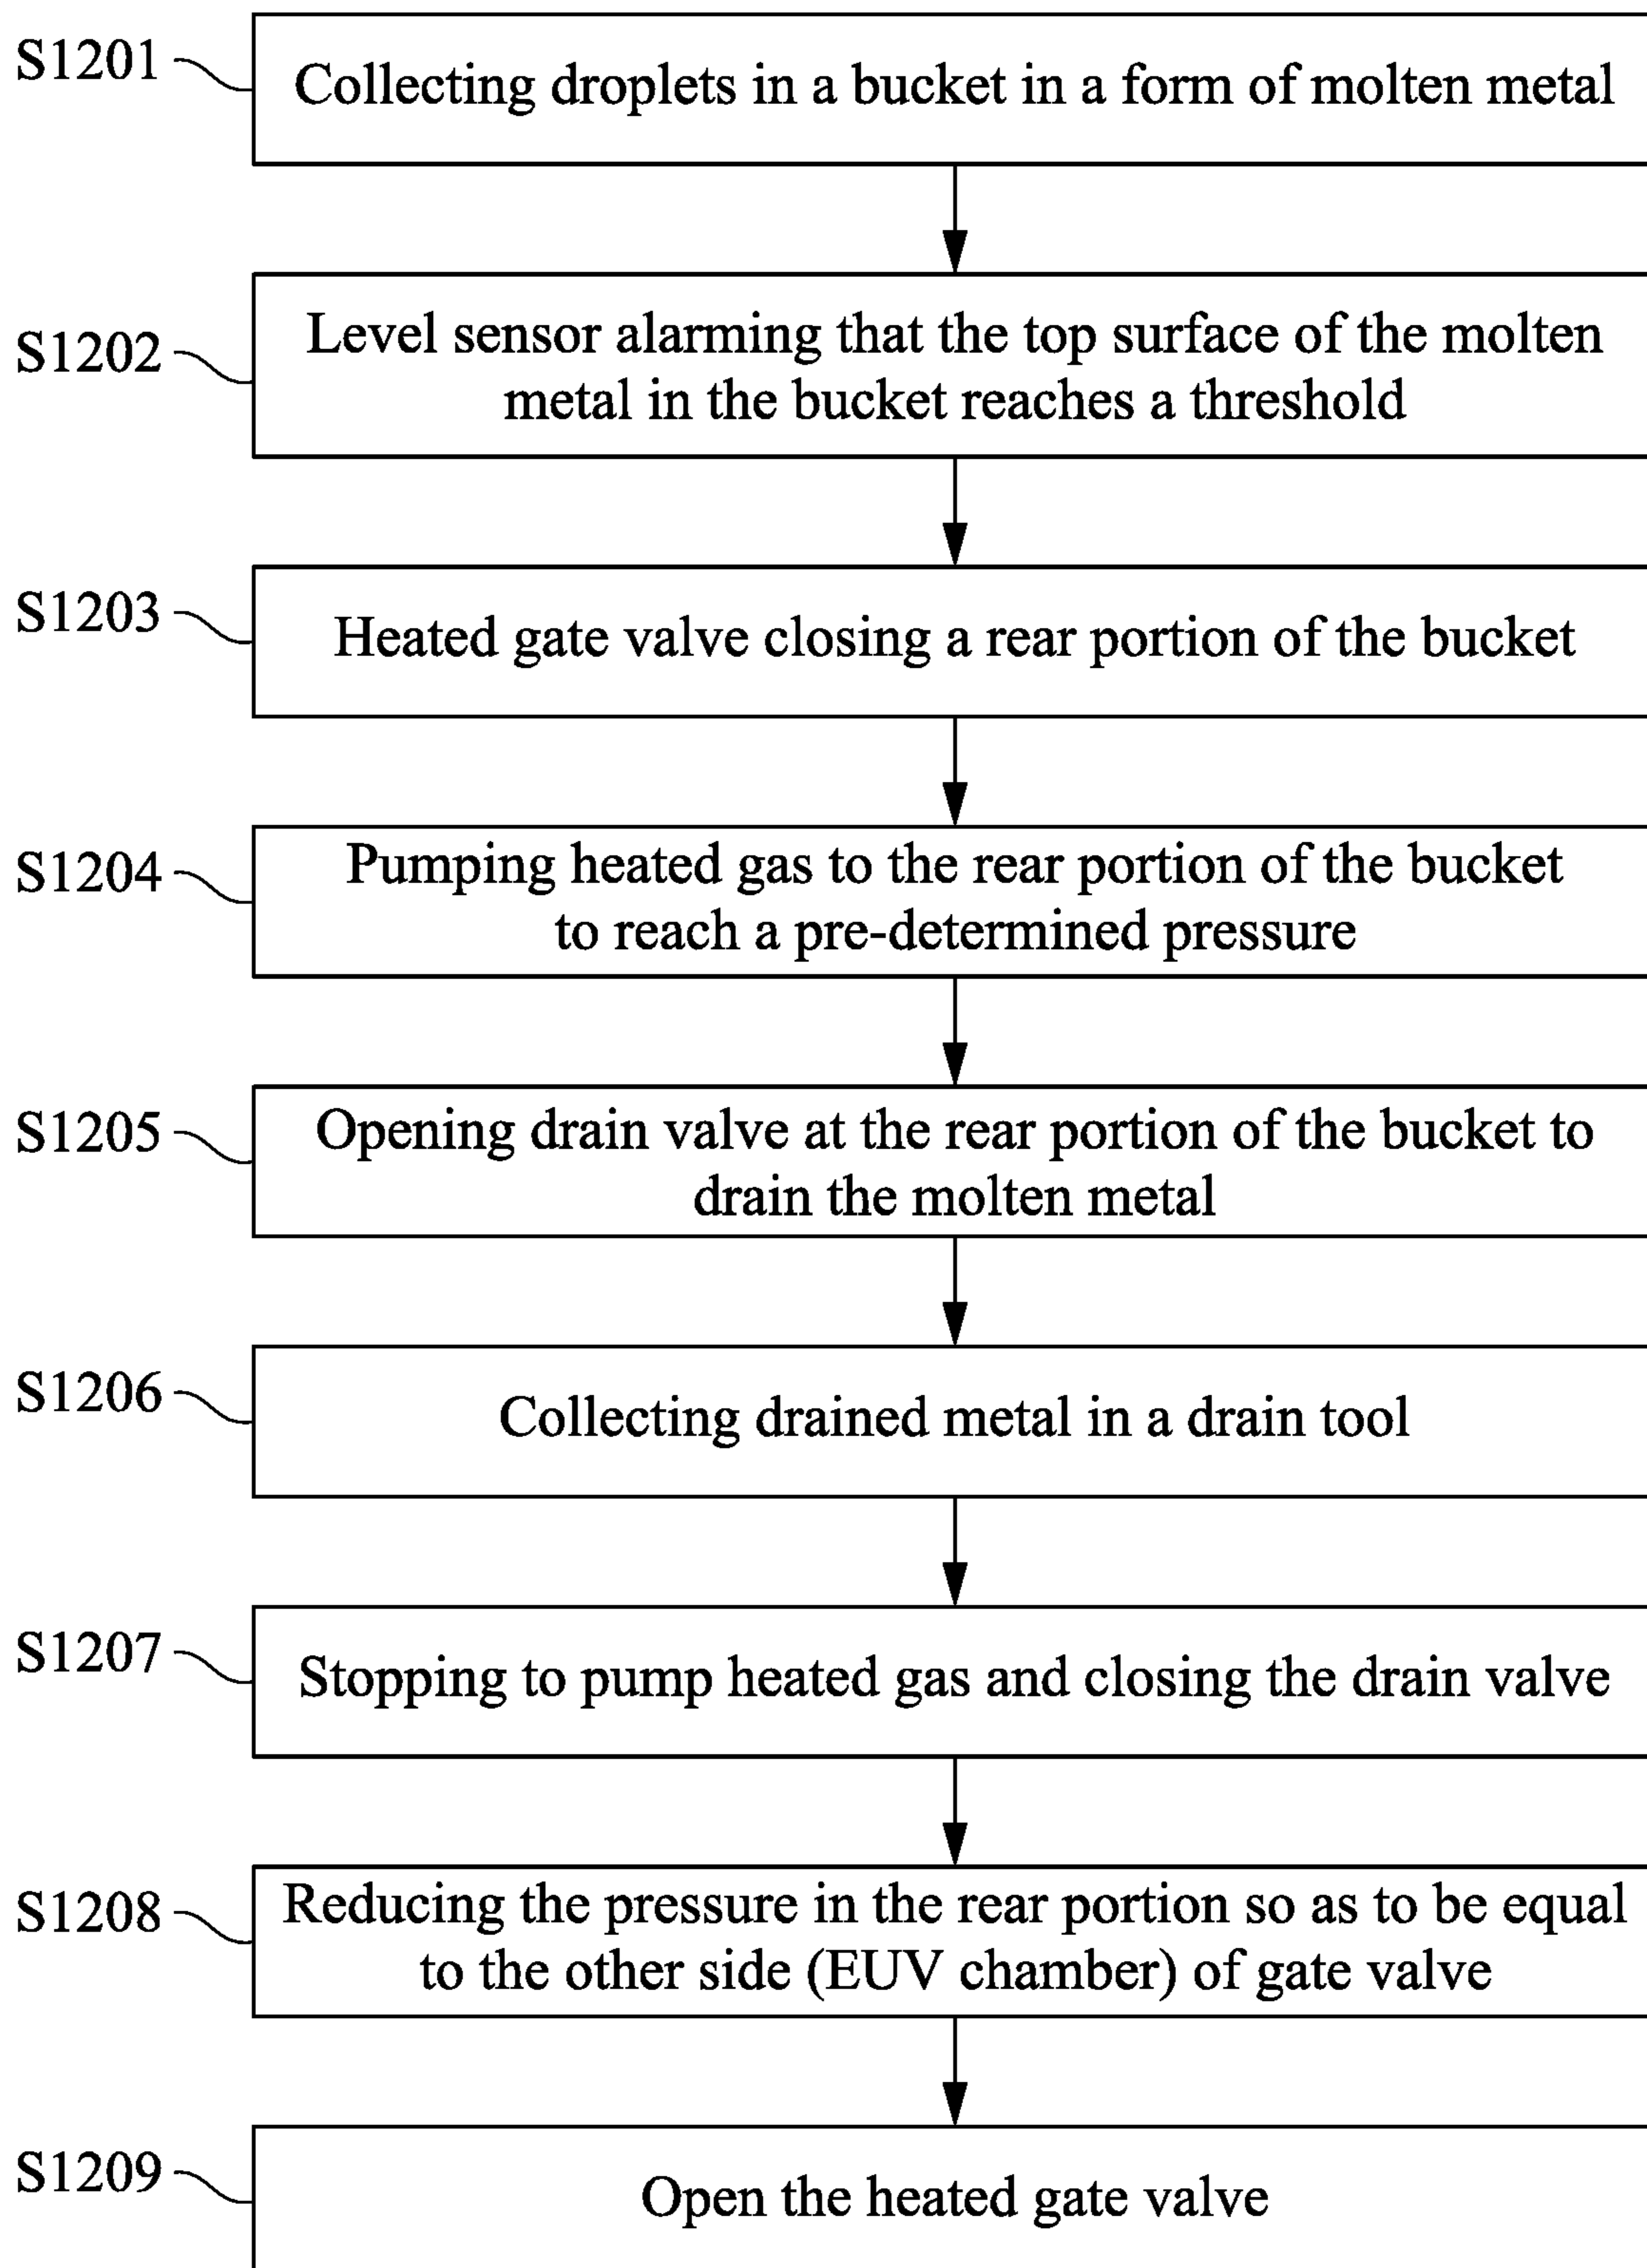 S1201
Collecting droplets in a bucket in a form of molten metal
S1202
Level sensor alarming that the top surface of the molten
metal in the bucket reaches a threshold
S1203
Heated gate valve closing a rear portion of the bucket
S1204
Pumping heated gas to the rear portion of the bucket
to reach a pre-determined pressure
S1205
Opening drain valve at the rear portion of the bucket to
drain the molten metal
S1206
Collecting drained metal in a drain tool
S1207
Stopping to pump heated gas and closing the drain valve
S1208
Reducing the pressure in the rear portion so as to be equal
to the other side (EUV chamber) of gate valve
S1209
Open the heated gate valve